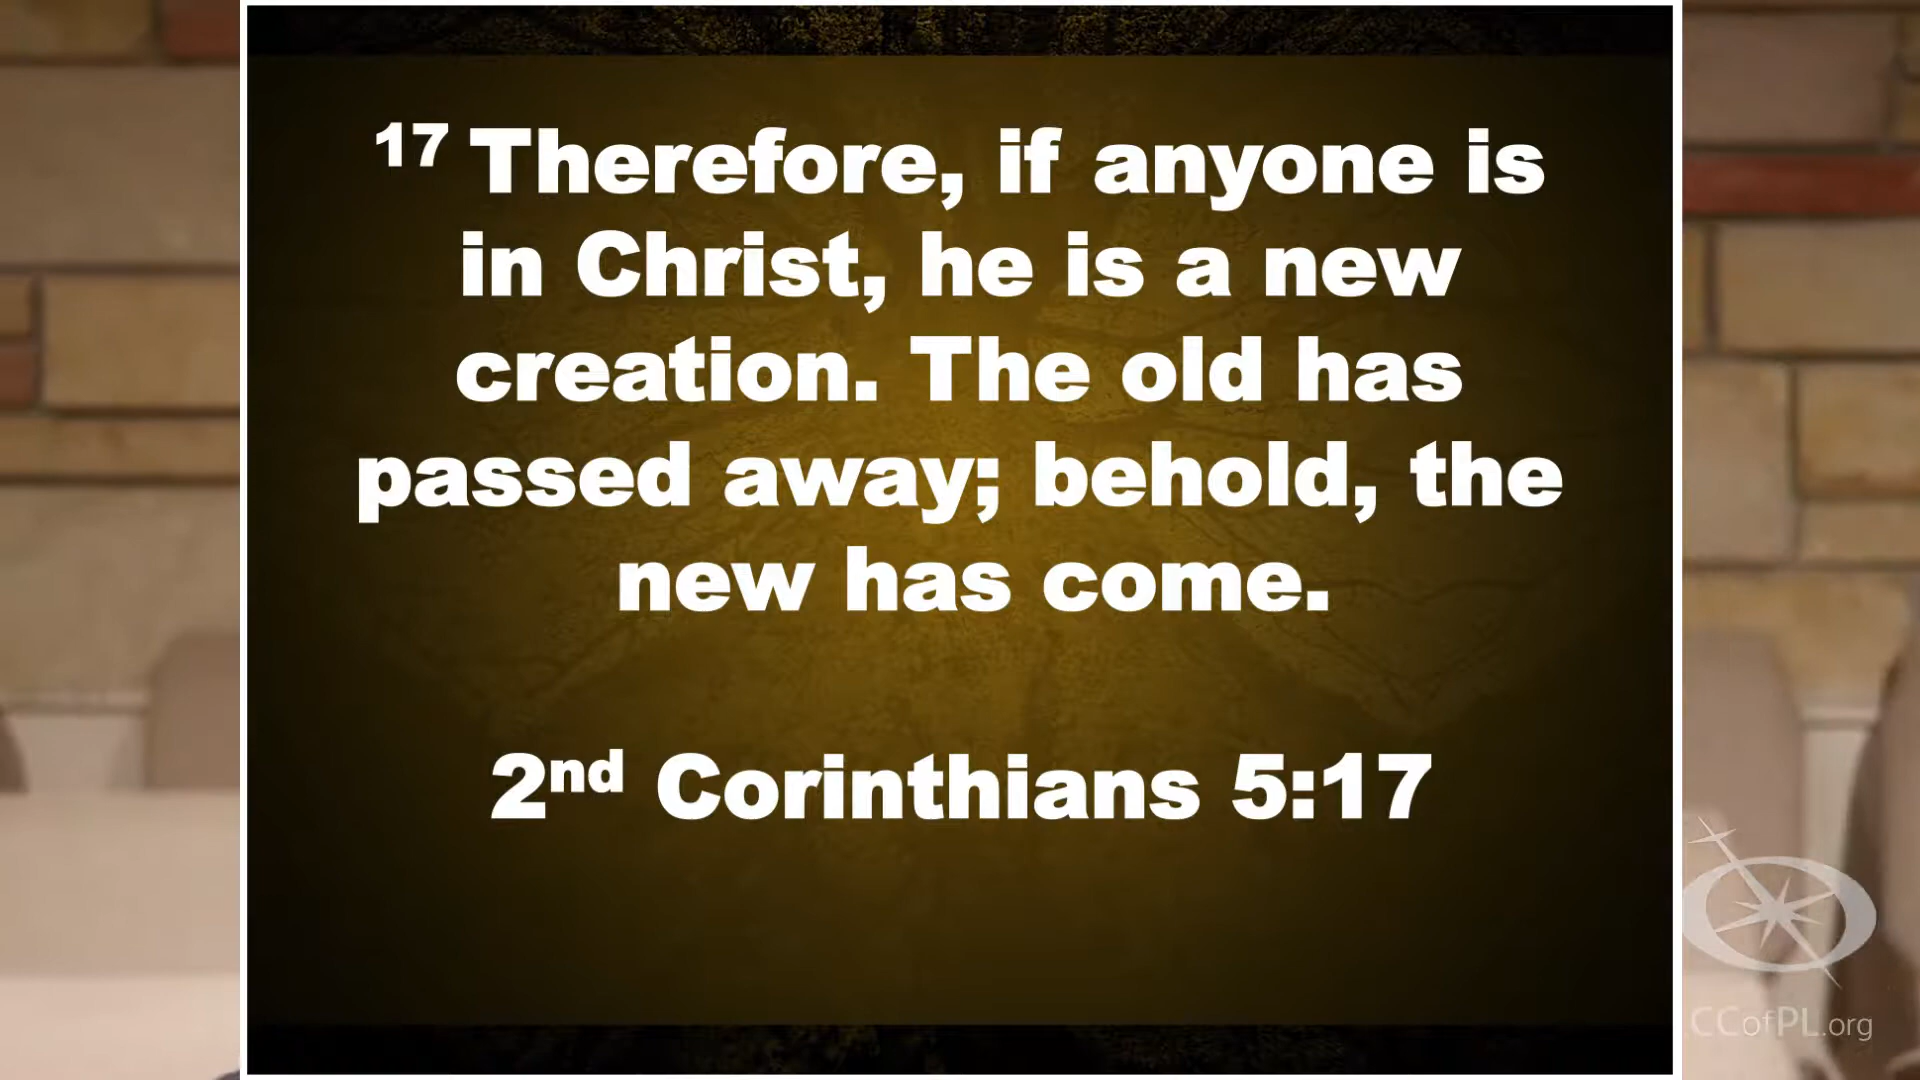 17 Therefore, if anyone is
in Christ, he is a new
creation. The old has
passed away; behold, the
new has come.
2nd Corinthians 5:17
CCofPL.org